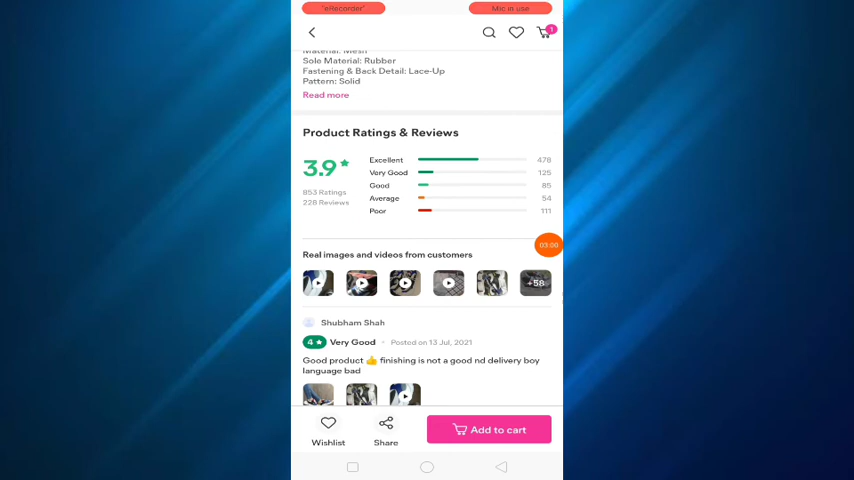 "eRecorder"
Mic in use
1
Material: Mesh
Sole Material: Rubber
Fastening & Back Detail: Lace-Up
Pattern: Solid
Read more
Product Ratings & Reviews
3.9
853 Ratings
228 Reviews
Excellent 478
Very Good 125
Good 85
Average 54
Poor 111
03:00
Real images and videos from customers
+58
Shubham Shah
4 Very Good - Posted on 13 Jul, 2021
Good product 👍 finishing is not a good nd delivery boy
language bad
Wishlist
Share
Add to cart